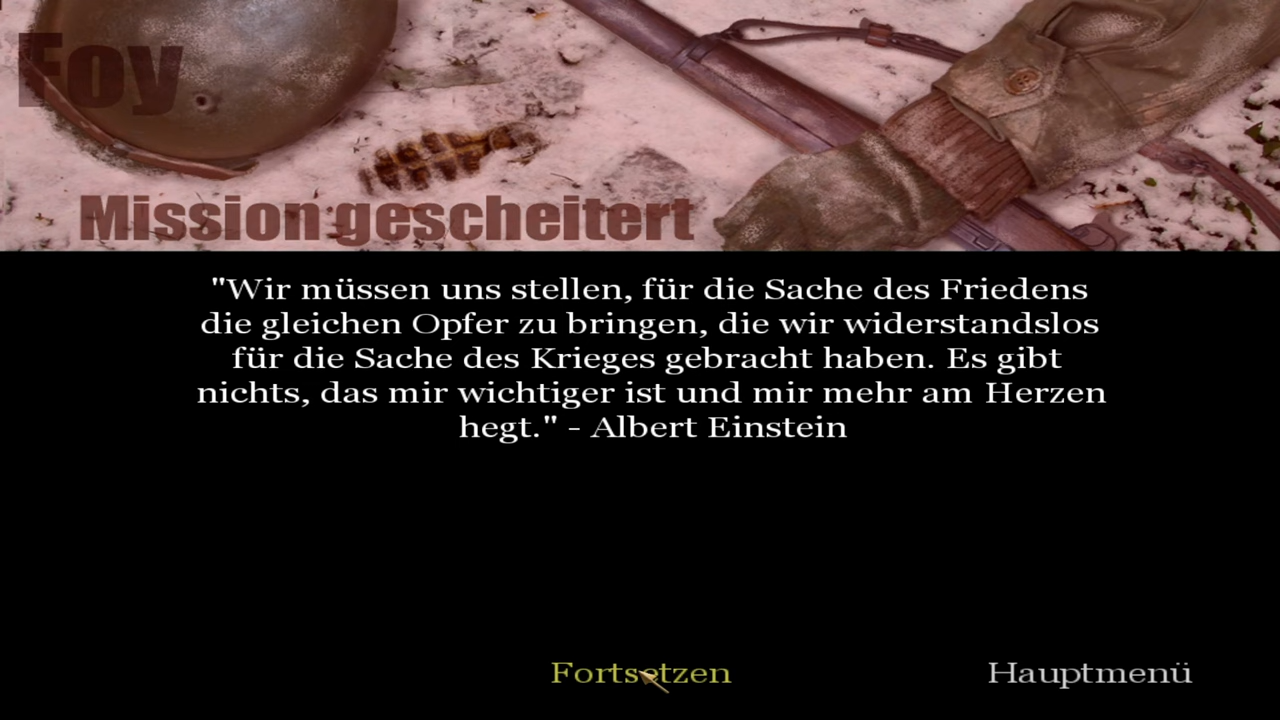 Foy
Mission gescheitert
"Wir müssen uns stellen, für die Sache des Friedens
die gleichen Opfer zu bringen, die wir widerstandslos
für die Sache des Krieges gebracht haben. Es gibt
nichts, das mir wichtiger ist und mir mehr am Herzen
hegt." - Albert Einstein
Fortsetzen
Hauptmenü